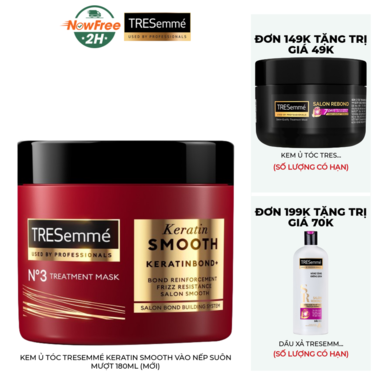 NowFree
2H
TRESemmé
USED BY PROFESSIONALS
ĐƠN 149K TẶNG TRỊ
GIÁ 49K
TRESemmé
SALON REBOND
KEM Ủ TÓC TRES...
(SỐ LƯỢNG CÓ HẠN)
ĐƠN 199K TẶNG TRỊ
GIÁ 70K
TRESemmé
DẦU XẢ TRESEMM...
(SỐ LƯỢNG CÓ HẠN)
TRESemmé
USED BY PROFESSIONALS
Nº3 TREATMENT MASK
Keratin
SMOOTH
KERATINBOND+
BOND REINFORCEMENT
FRIZZ RESISTANCE
SALON SMOOTH
SALON BOND BUILDING SYSTEM
KEM Ủ TÓC TRESEMMÉ KERATIN SMOOTH VÀO NẾP SUÔN
MƯỢT 180ML (MỚI)